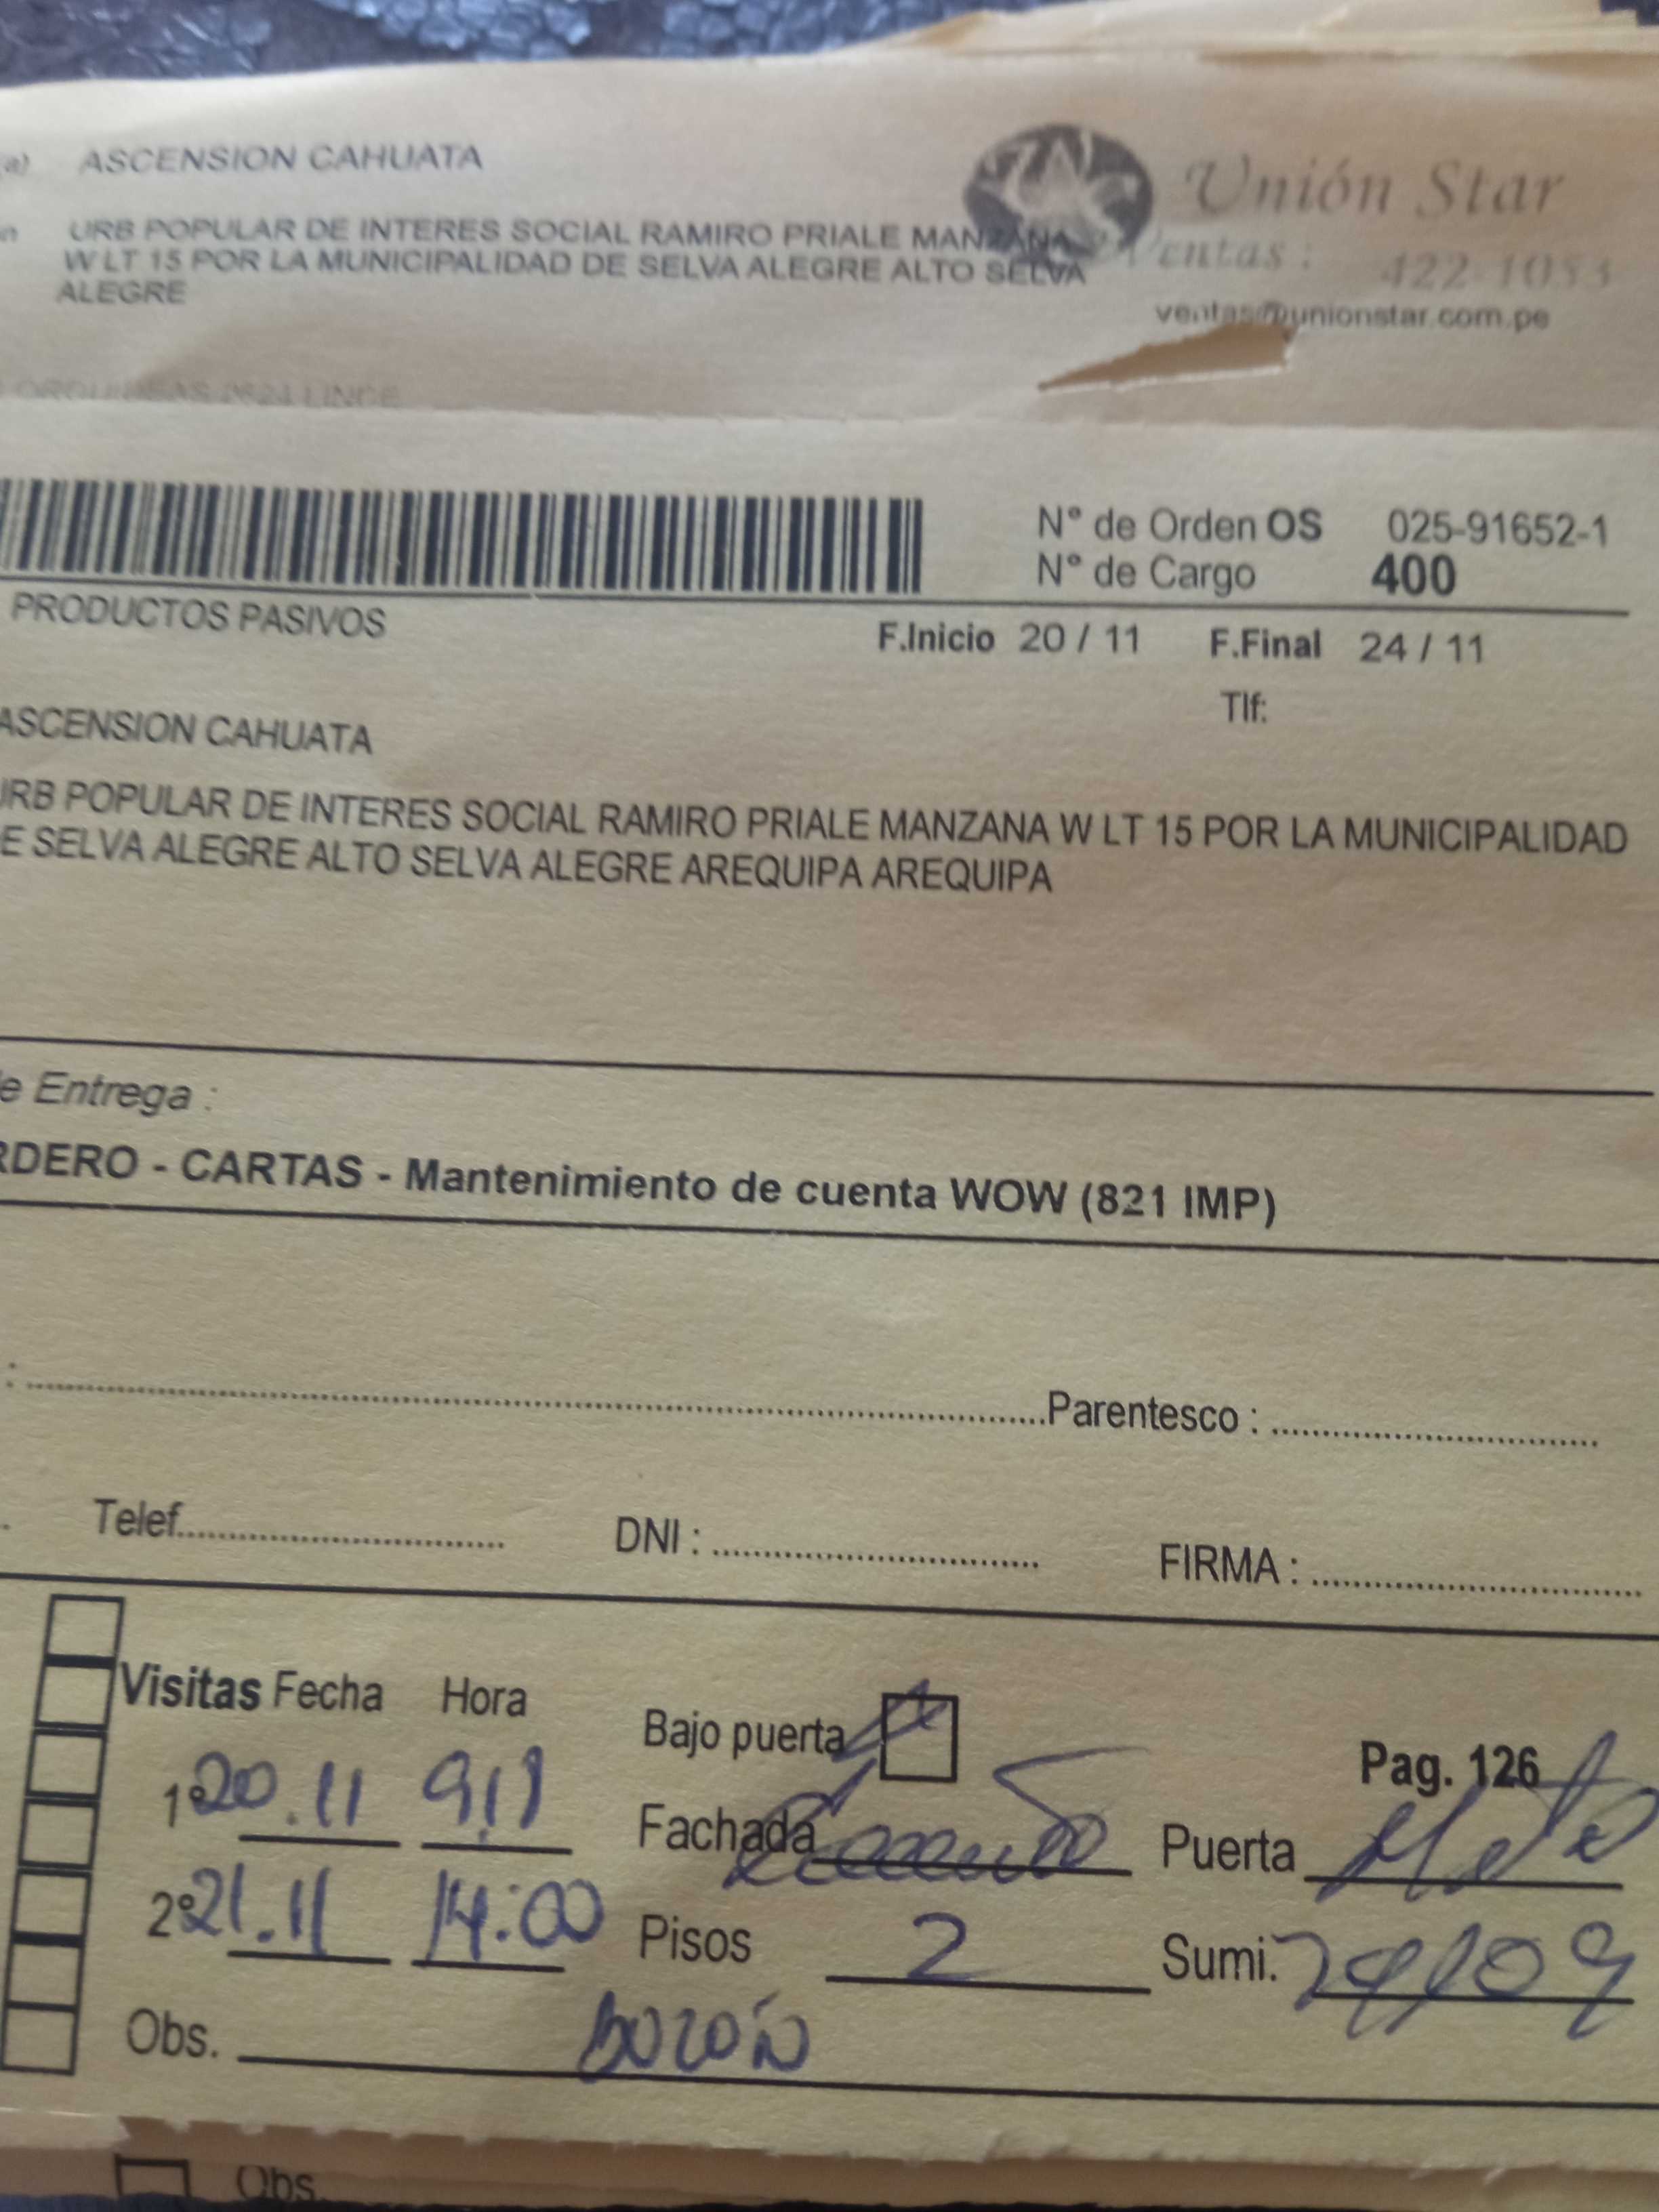 a) ASCENSION CAHUATA
Unión Star
URB POPULAR DE INTERES SOCIAL RAMIRO PRIALE MANZANA
W LT 15 POR LA MUNICIPALIDAD DE SELVA ALEGRE ALTO SELVA
ALEGRE
Ventas: 422-1053
ventas@unionstar.com.pe
LINCE
N° de Orden OS 025-91652-1
N° de Cargo 400
PRODUCTOS PASIVOS
F.Inicio 20 / 11 F.Final 24 / 11
Tlf:
ASCENSION CAHUATA
URB POPULAR DE INTERES SOCIAL RAMIRO PRIALE MANZANA W LT 15 POR LA MUNICIPALIDAD
E SELVA ALEGRE ALTO SELVA ALEGRE AREQUIPA AREQUIPA
e Entrega :
RDERO - CARTAS - Mantenimiento de cuenta WOW (821 IMP)
: Parentesco :
Telef. DNI : FIRMA :
Visitas Fecha Hora
Bajo puerta
Pag. 126
1° 20.11
Fachada
Puerta
2° 21.11 14:00
Pisos 2
Sumi.
Obs. buzón
Obs.